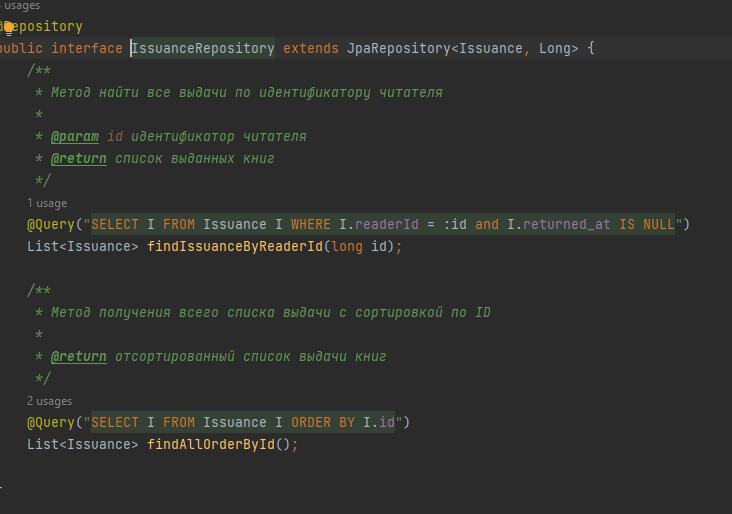 usages
@Repository
public interface IssuanceRepository extends JpaRepository<Issuance, Long> {
/**
* Метод найти все выдачи по идентификатору читателя
*
* @param id идентификатор читателя
* @return список выданных книг
*/
1 usage
@Query("SELECT I FROM Issuance I WHERE I.readerId = :id and I.returned_at IS NULL")
List<Issuance> findIssuanceByReaderId(long id);
/**
* Метод получения всего списка выдачи с сортировкой по ID
*
* @return отсортированный список выдачи книг
*/
2 usages
@Query("SELECT I FROM Issuance I ORDER BY I.id")
List<Issuance> findAllOrderById();